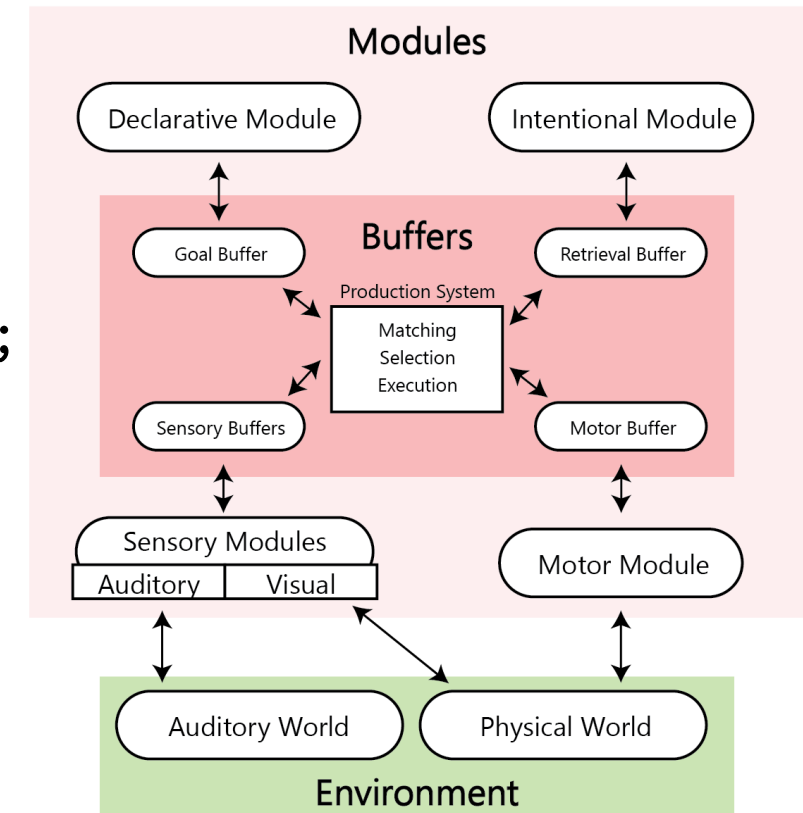 Modules
Declarative Module
Intentional Module
Buffers
Goal Buffer
Retrieval Buffer
Production System
;
Matching
Selection
Execution
Sensory Buffers
Motor Buffer
Sensory Modules
Auditory
Visual
Motor Module
Auditory World
Physical World
Environment